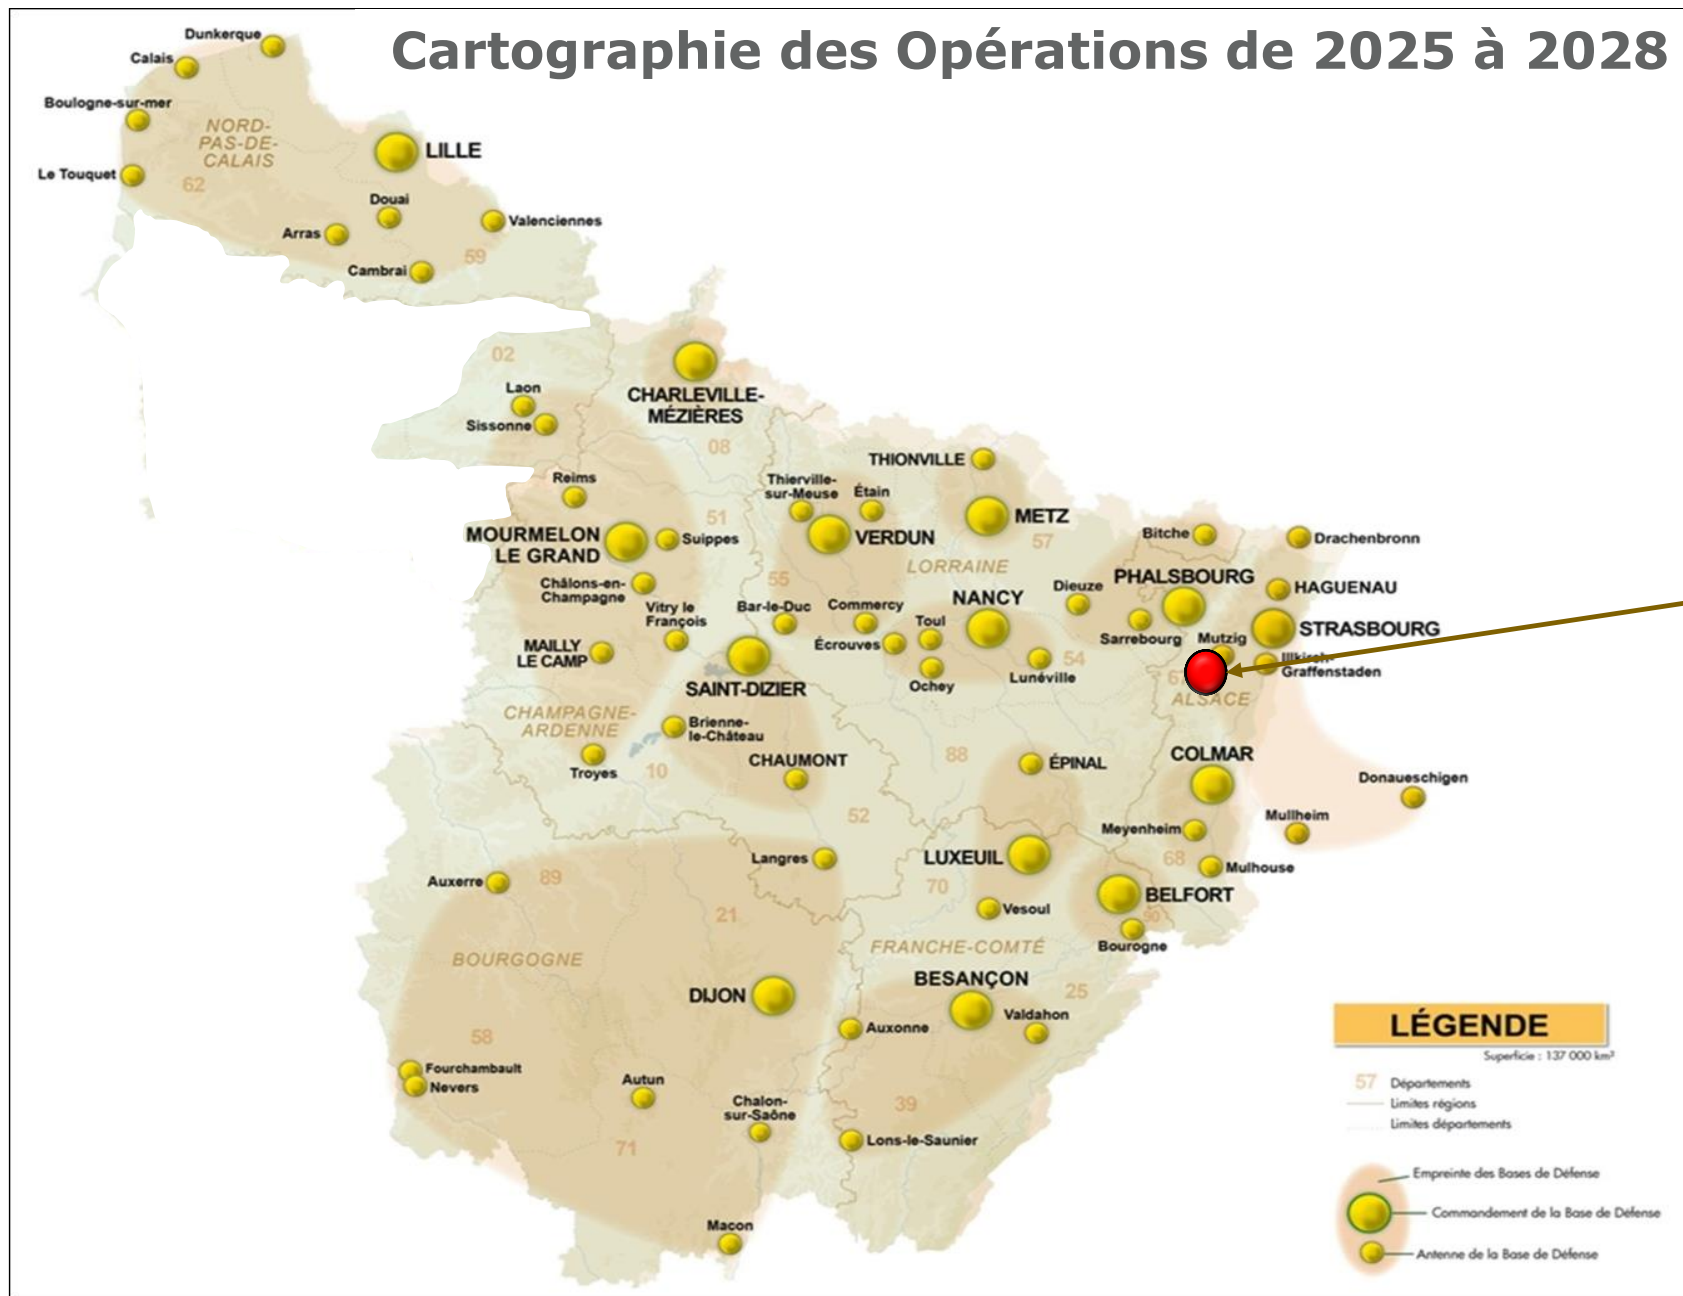 Cartographie des Opérations de 2025 à 2028
Dunkerque
Calais
Boulogne-sur-mer
NORD-
PAS-DE-
CALAIS
LILLE
Le Touquet
62
Douai
Valenciennes
Arras
59
Cambrai
02
Laon
Sissonne
CHARLEVILLE-
MÉZIÈRES
08
THIONVILLE
Reims
Thierville-
sur-Meuse
Étain
51
METZ
MOURMELON
LE GRAND
Suippes
VERDUN
57
Bitche
Drachenbronn
LORRAINE
55
Châlons-en-
Champagne
Dieuze
PHALSBOURG
HAGUENAU
Vitry le
François
Bar-le-Duc
Commercy
NANCY
Toul
Écrouves
Sarrebourg
Mutzig
STRASBOURG
MAILLY
LE CAMP
54
Illkirch-
Graffenstaden
Lunéville
Ochey
SAINT-DIZIER
ALSACE
CHAMPAGNE-
ARDENNE
Brienne-
le-Château
CHAUMONT
88
ÉPINAL
COLMAR
Troyes
10
Donaueschigen
52
Mullheim
Meyenheim
Langres
LUXEUIL
68
Mulhouse
Auxerre
89
70
BELFORT
21
Vesoul
90
Bourogne
BOURGOGNE
FRANCHE-COMTÉ
BESANÇON
DIJON
25
Valdahon
Auxonne
58
Fourchambault
Nevers
Autun
Chalon-
sur-Saône
39
71
Lons-le-Saunier
Macon
LÉGENDE
Superficie : 137 000 km²
57 Départements
Limites régions
Limites départements
Empreinte des Bases de Défense
Commandement de la Base de Défense
Antenne de la Base de Défense